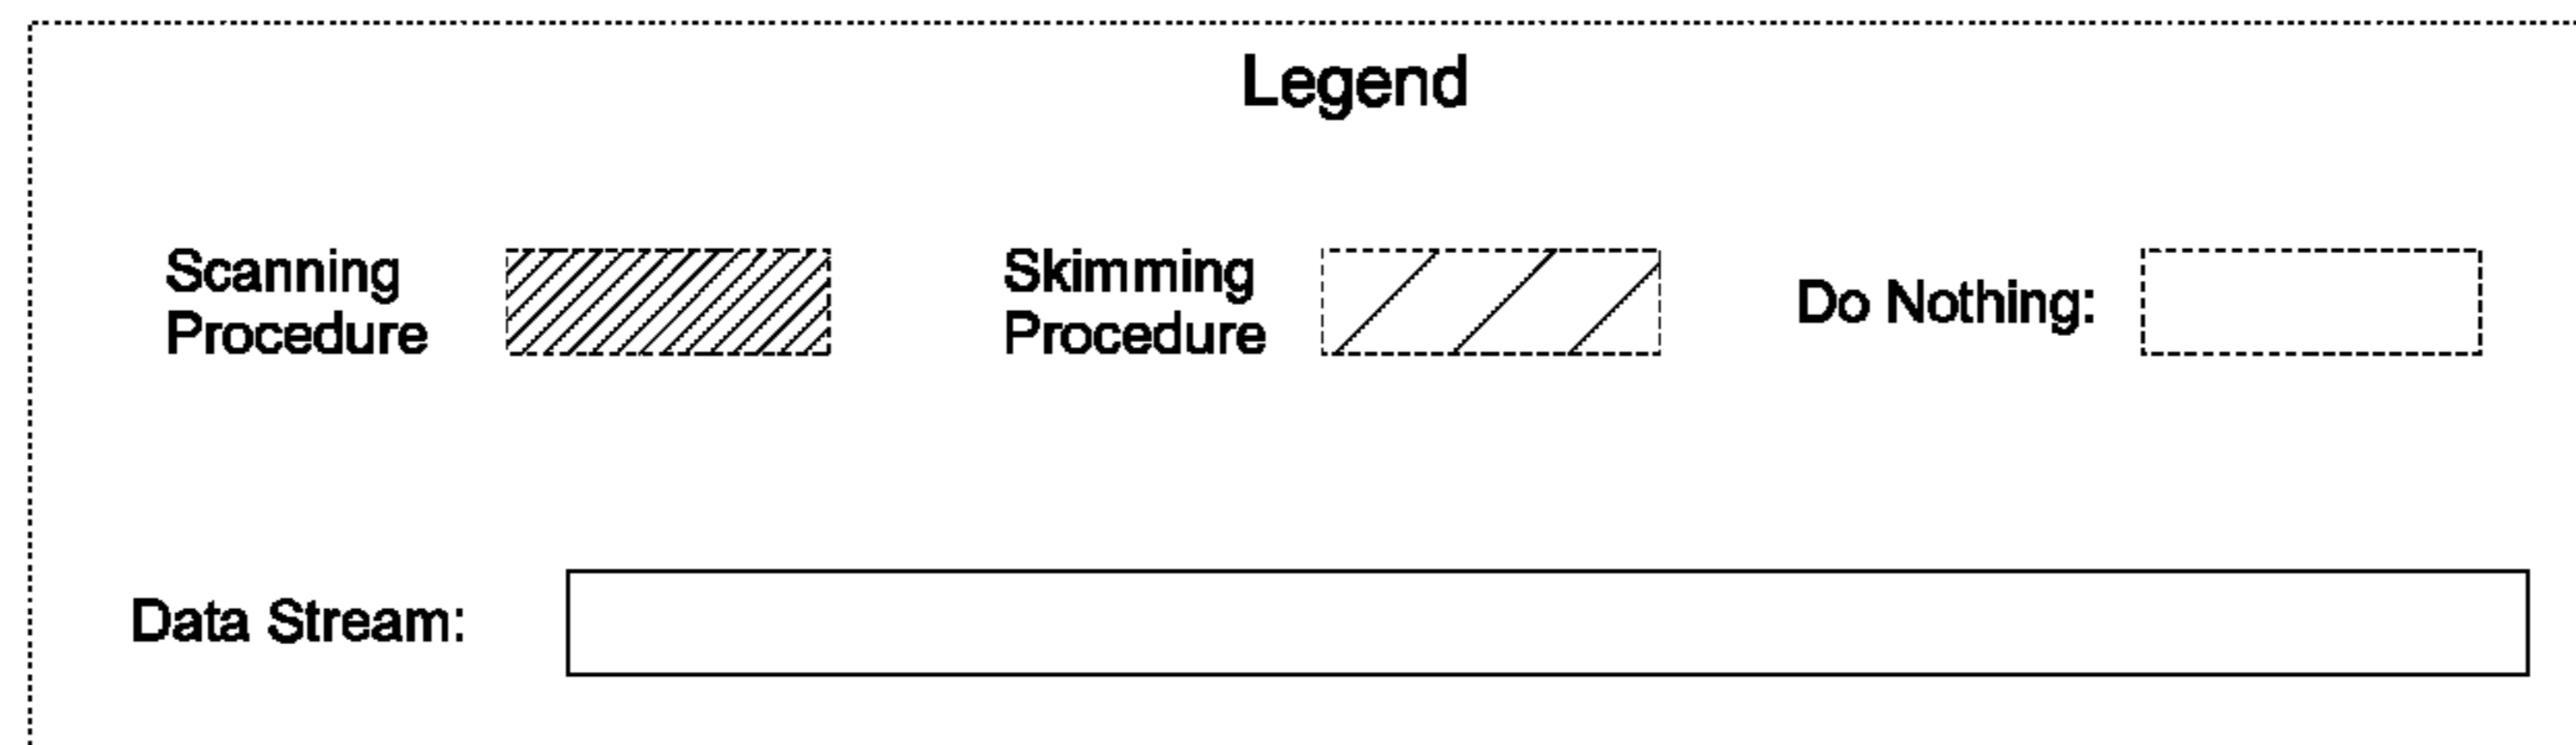 Legend
Scanning
Procedure
Skimming
Procedure
Do Nothing:
Data Stream: